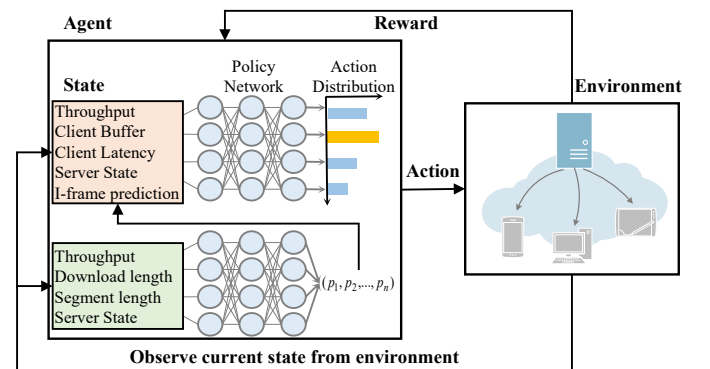 Agent
Reward
State
Policy
Network
Action
Distribution
Environment
Throughput
Client Buffer
Client Latency
Server State
I-frame prediction
Action
Throughput
Download length
Segment length
Server State
(p₁, p₂,..., pₙ)
Observe current state from environment